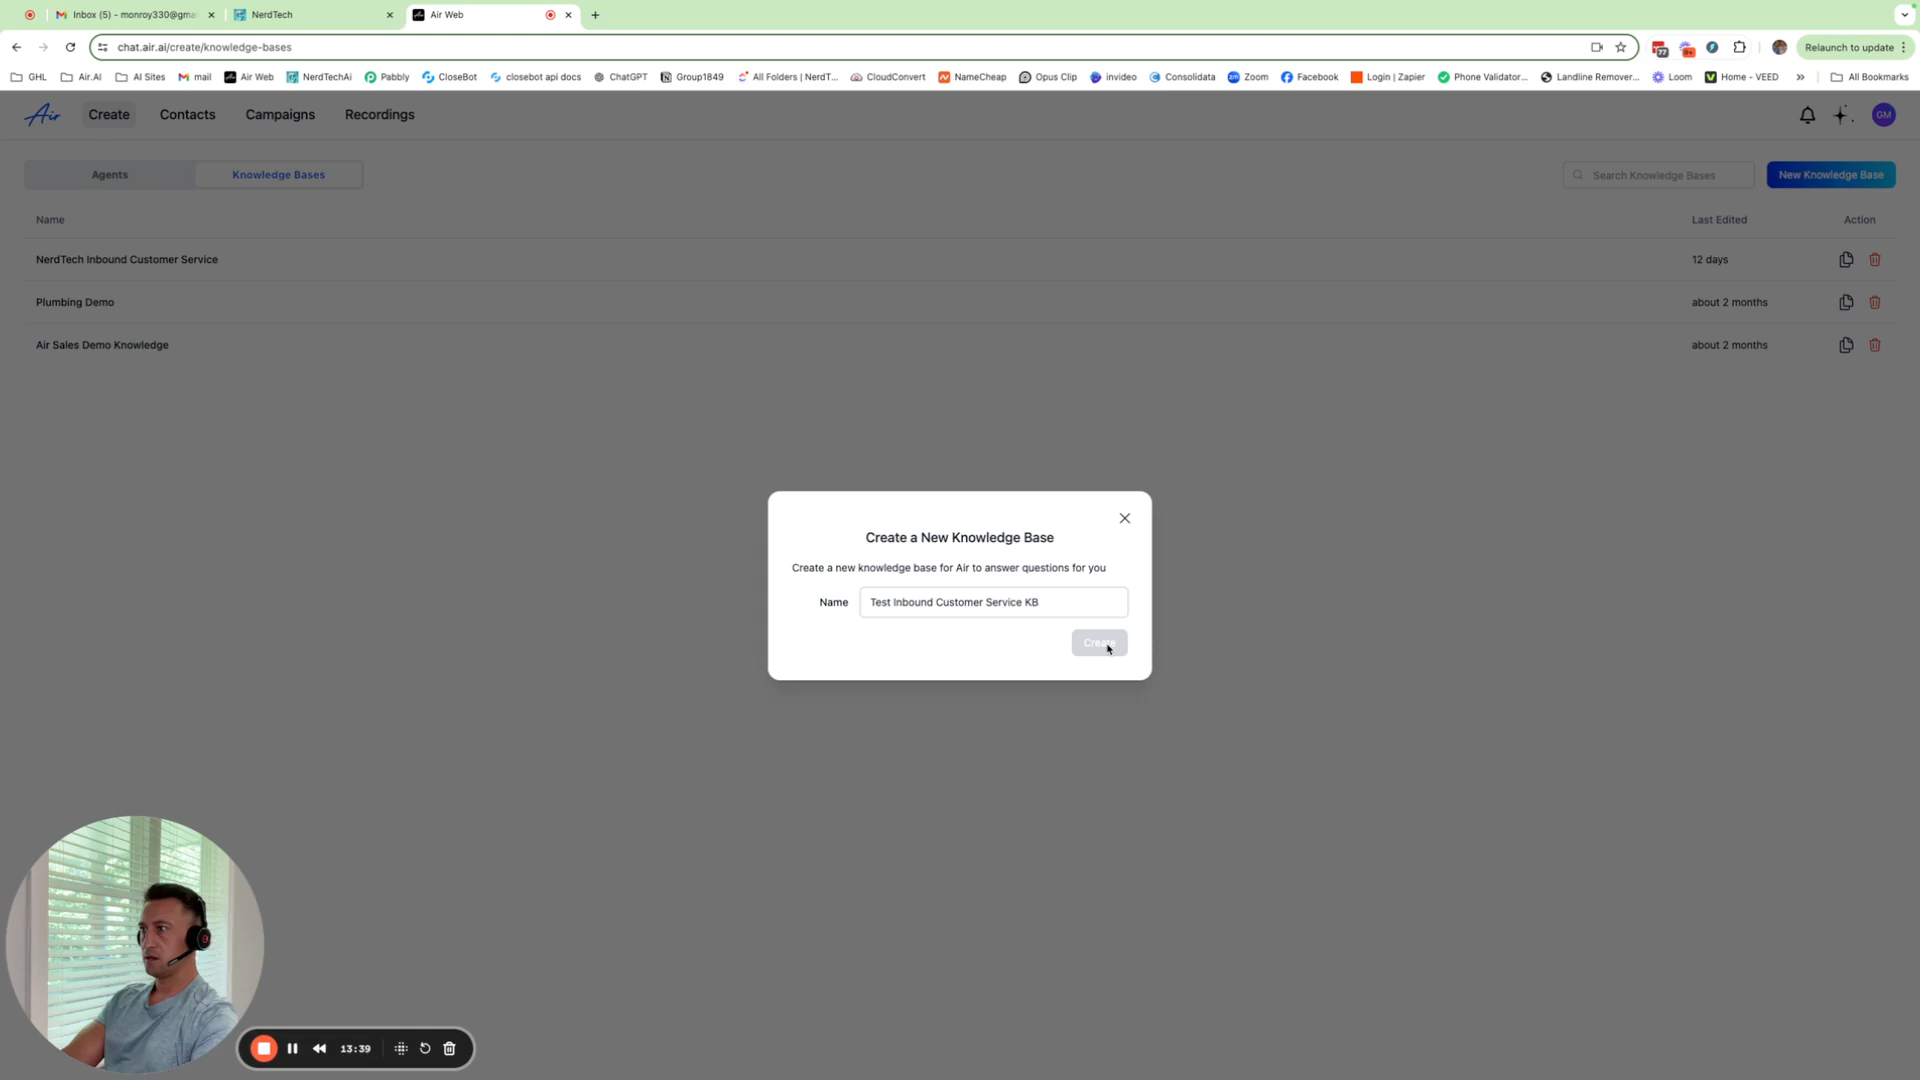 Inbox (5) - monroy330@gma
NerdTech
Air Web
chat.air.ai/create/knowledge-bases
77
9+
Relaunch to update
GHL
Air.AI
AI Sites
mail
Air Web
NerdTechAi
Pabbly
CloseBot
closebot api docs
ChatGPT
Group1849
All Folders | NerdT...
CloudConvert
NameCheap
Opus Clip
invideo
Consolidata
Zoom
Facebook
Login | Zapier
Phone Validator...
Landline Remover...
Loom
Home - VEED
»
All Bookmarks
Air
Create
Contacts
Campaigns
Recordings
GM
Agents
Knowledge Bases
Search Knowledge Bases
New Knowledge Base
Name
Last Edited
Action
NerdTech Inbound Customer Service
12 days
Plumbing Demo
about 2 months
Air Sales Demo Knowledge
about 2 months
Create a New Knowledge Base
Create a new knowledge base for Air to answer questions for you
Name
Test Inbound Customer Service KB
Create
13:39